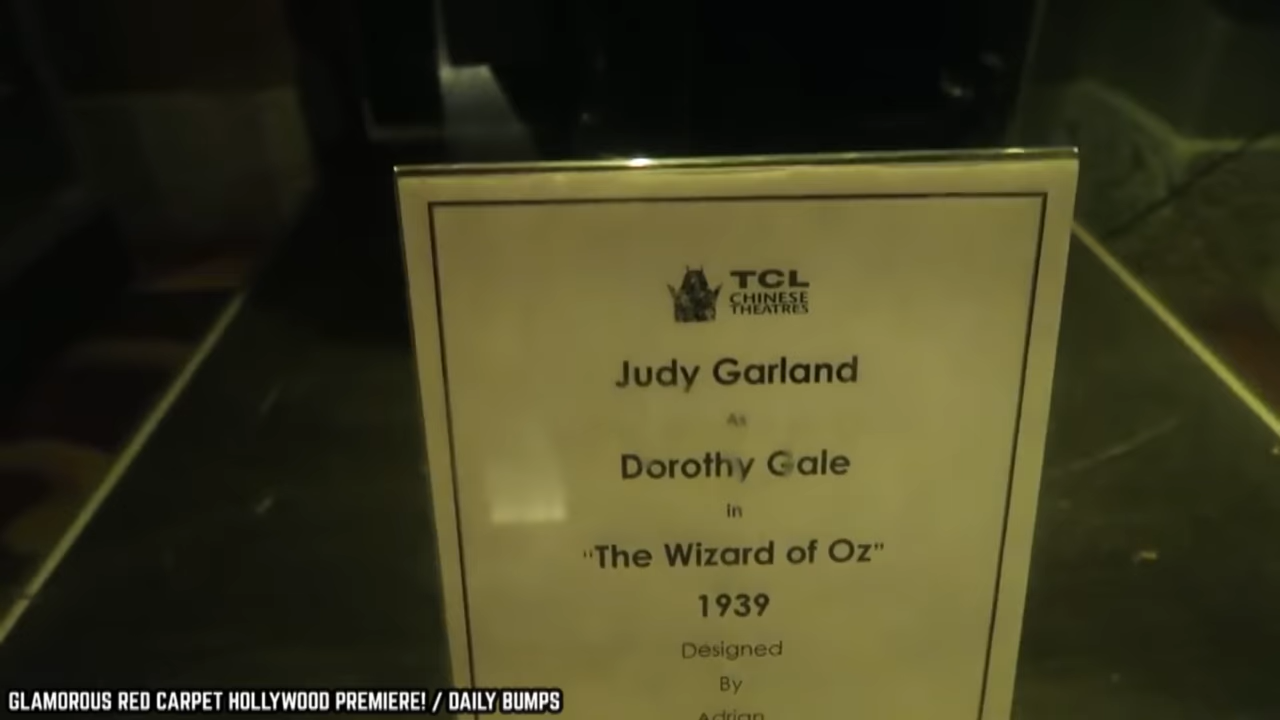 TCL
CHINESE
THEATRES
Judy Garland
As
Dorothy Gale
In
"The Wizard of Oz"
1939
Designed
By
Adrian
GLAMOROUS RED CARPET HOLLYWOOD PREMIERE! / DAILY BUMPS